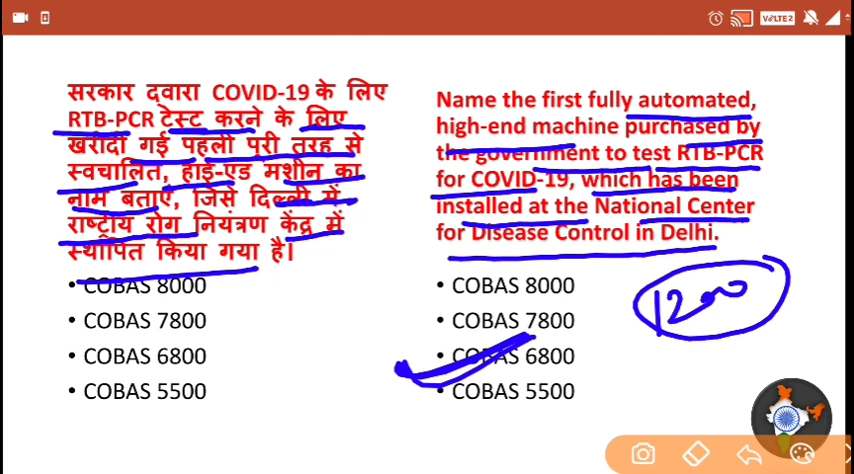 VoLTE2
सरकार दवारा COVID-19 के लिए
RTB-PCR टेस्ट करने के लिए
खरीदी गई पहली पूरी तरह से
स्वचालित, हाई-एंड मशीन का
नाम बताएं, जिसे दिल्ली में
राष्ट्रीय रोग नियंत्रण केंद्र में
स्थापित किया गया है।
• COBAS 8000
• COBAS 7800
• COBAS 6800
• COBAS 5500
Name the first fully automated,
high-end machine purchased by
the government to test RTB-PCR
for COVID-19, which has been
installed at the National Center
for Disease Control in Delhi.
• COBAS 8000
• COBAS 7800
• COBAS 6800
• COBAS 5500
1200